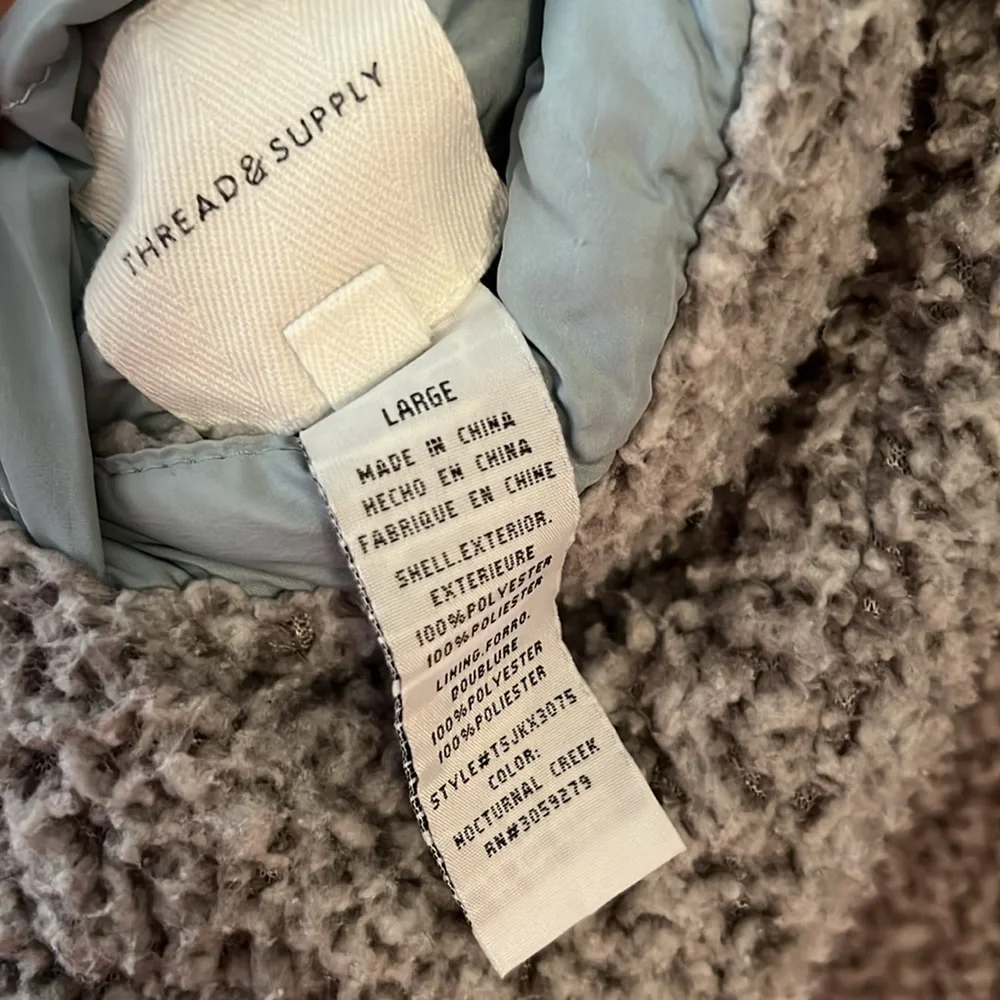 THREAD&SUPPLY
LARGE
MADE IN CHINA
HECHO EN CHINA
FABRIQUE EN CHINE
SHELL.EXTERIOR.
EXTERIEURE
100%POLYESTER
100%POLIESTER
LINING.FORRO.
DOUBLURE
100%POLYESTER
100%POLIESTER
STYLE#TSJKX3075
COLOR:
NOCTURNAL CREEK
RN#3059279